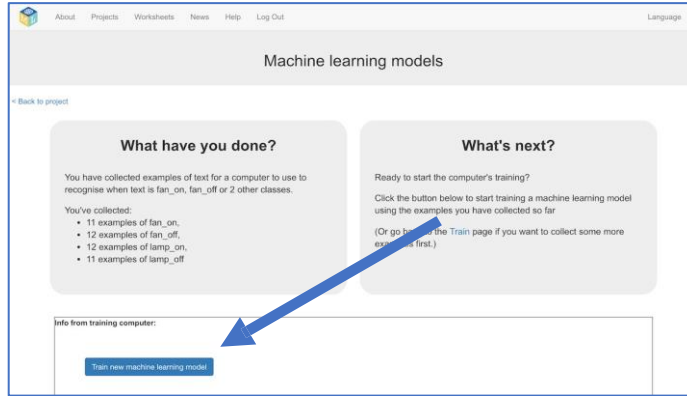 About Projects Worksheets News Help Log Out Language
Machine learning models
< Back to project
What have you done?
You have collected examples of text for a computer to use to
recognise when text is fan_on, fan_off or 2 other classes.
You've collected:
• 11 examples of fan_on,
• 12 examples of fan_off,
• 12 examples of lamp_on,
• 11 examples of lamp_off
What's next?
Ready to start the computer's training?
Click the button below to start training a machine learning model
using the examples you have collected so far
(Or go back to the Train page if you want to collect some more
examples first.)
Info from training computer:
Train new machine learning model